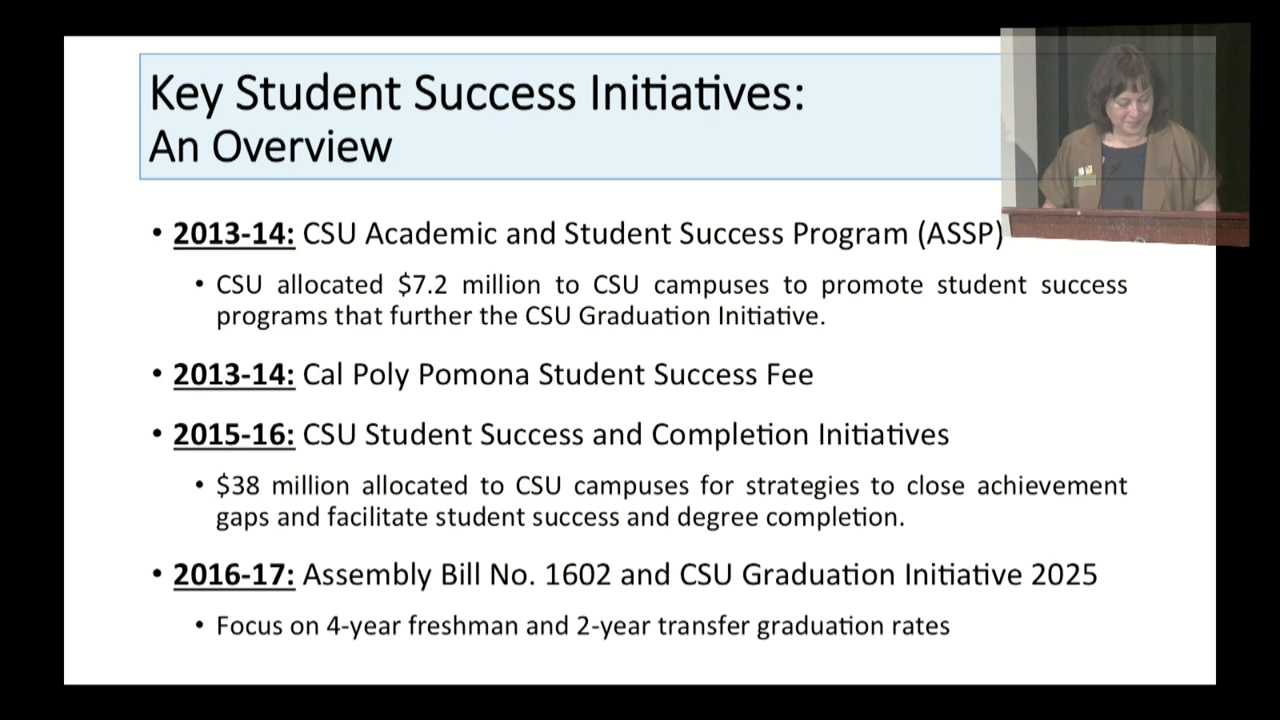 Key Student Success Initiatives:
An Overview
• 2013-14: CSU Academic and Student Success Program (ASSP)
• CSU allocated $7.2 million to CSU campuses to promote student success
programs that further the CSU Graduation Initiative.
• 2013-14: Cal Poly Pomona Student Success Fee
• 2015-16: CSU Student Success and Completion Initiatives
• $38 million allocated to CSU campuses for strategies to close achievement
gaps and facilitate student success and degree completion.
• 2016-17: Assembly Bill No. 1602 and CSU Graduation Initiative 2025
• Focus on 4-year freshman and 2-year transfer graduation rates